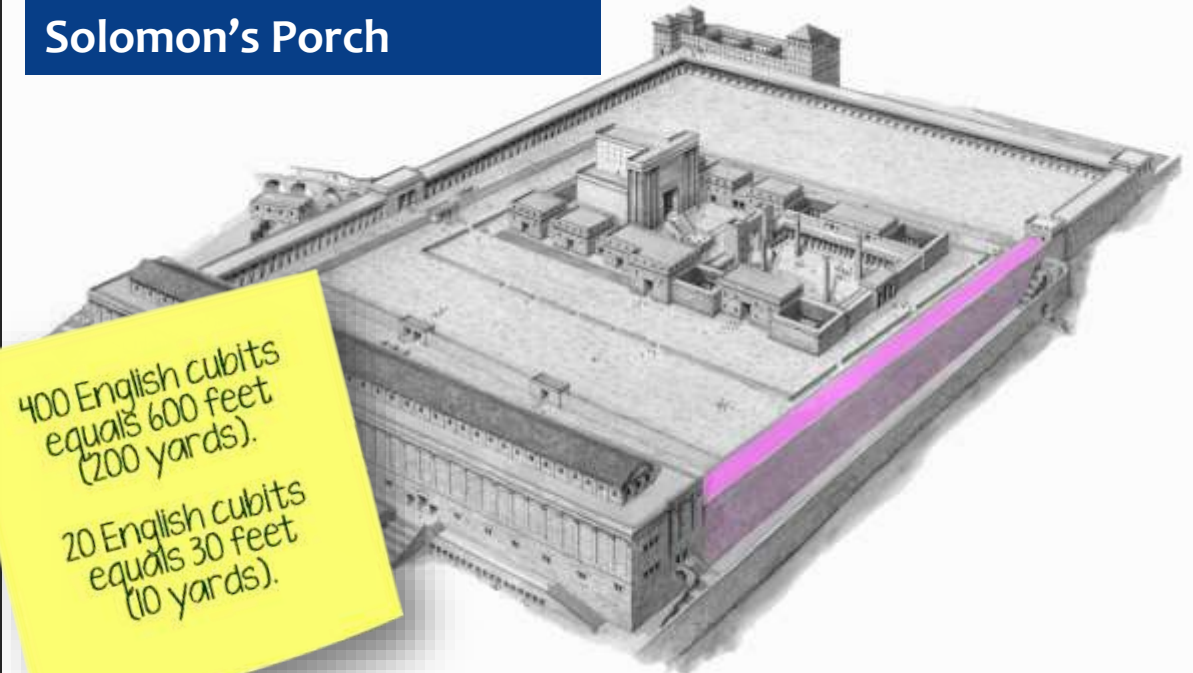 Solomon’s Porch
400 English cubits
equals 600 feet
(200 yards).
20 English cubits
equals 30 feet
(10 yards).